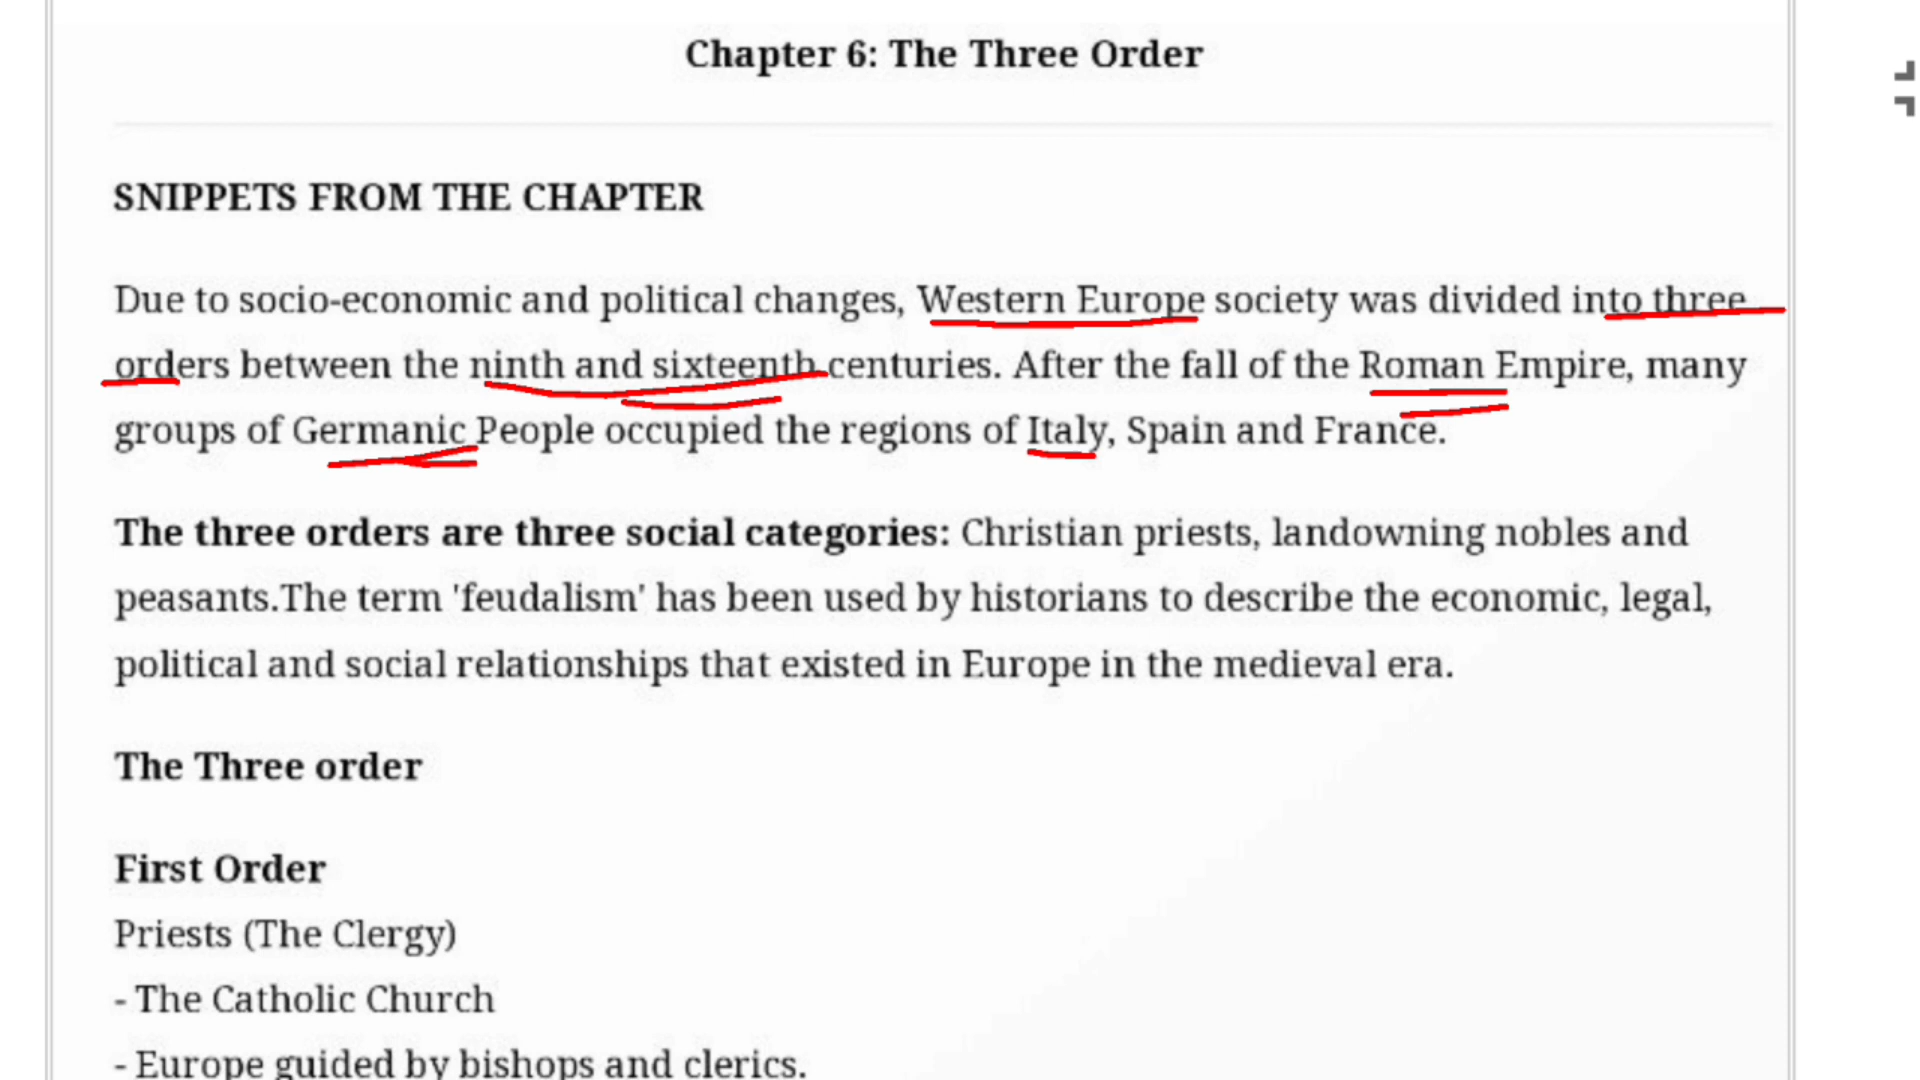 Chapter 6: The Three Order
SNIPPETS FROM THE CHAPTER
Due to socio-economic and political changes, Western Europe society was divided into three
orders between the ninth and sixteenth centuries. After the fall of the Roman Empire, many
groups of Germanic People occupied the regions of Italy, Spain and France.
The three orders are three social categories: Christian priests, landowning nobles and
peasants.The term 'feudalism' has been used by historians to describe the economic, legal,
political and social relationships that existed in Europe in the medieval era.
The Three order
First Order
Priests (The Clergy)
- The Catholic Church
- Europe guided by bishops and clerics.